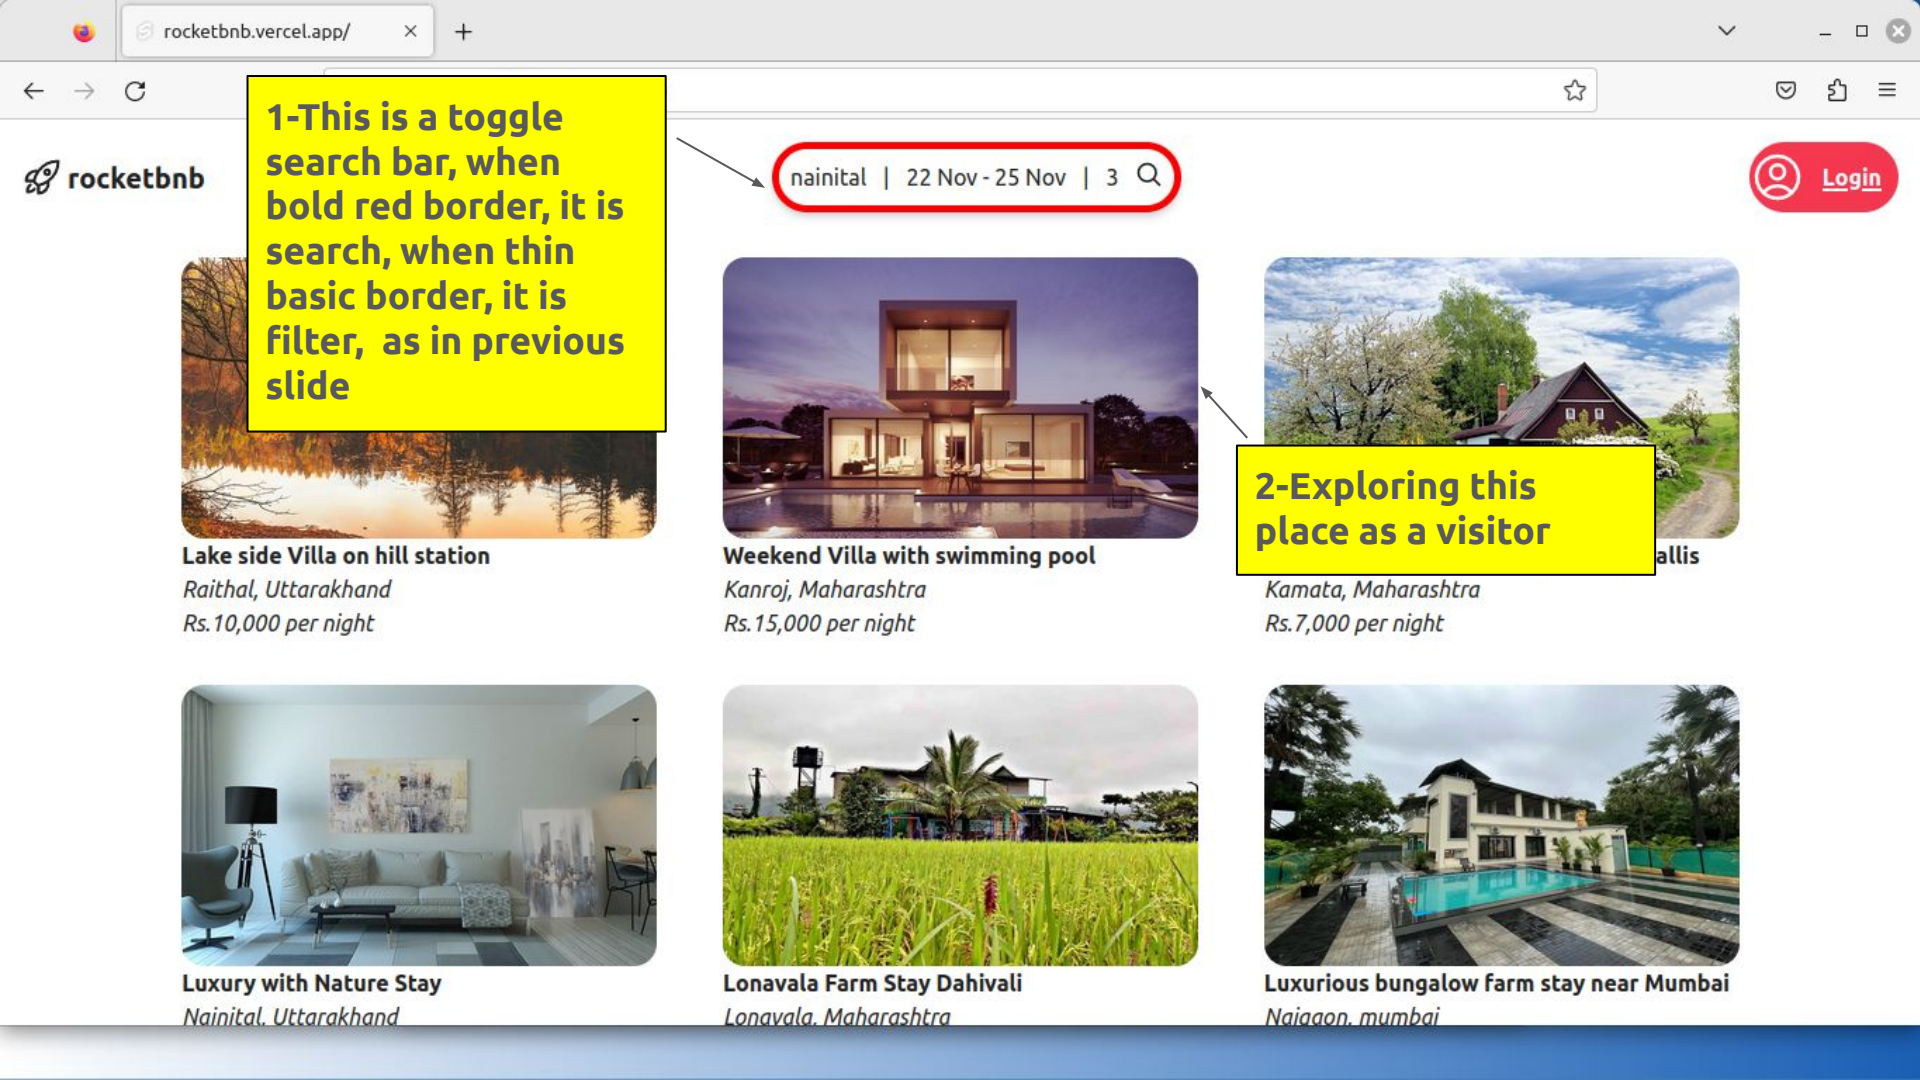 rocketbnb.vercel.app/
1-This is a toggle
search bar, when
bold red border, it is
search, when thin
basic border, it is
filter, as in previous
slide
rocketbnb
nainital | 22 Nov - 25 Nov | 3
Login
2-Exploring this
place as a visitor
Lake side Villa on hill station
Raithal, Uttarakhand
Rs.10,000 per night
Weekend Villa with swimming pool
Kanroj, Maharashtra
Rs.15,000 per night
allis
Kamata, Maharashtra
Rs.7,000 per night
Luxury with Nature Stay
Nainital, Uttarakhand
Lonavala Farm Stay Dahivali
Lonavala, Maharashtra
Luxurious bungalow farm stay near Mumbai
Naigaon, mumbai